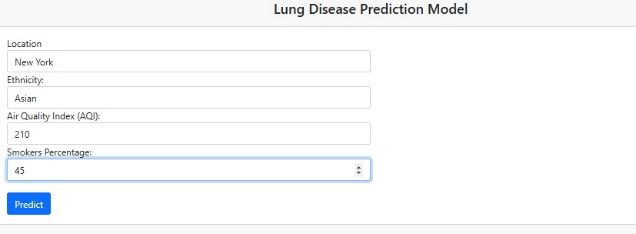 Lung Disease Prediction Model
Location
New York
Ethnicity:
Asian
Air Quality Index (AQI):
210
Smokers Percentage:
45
Predict